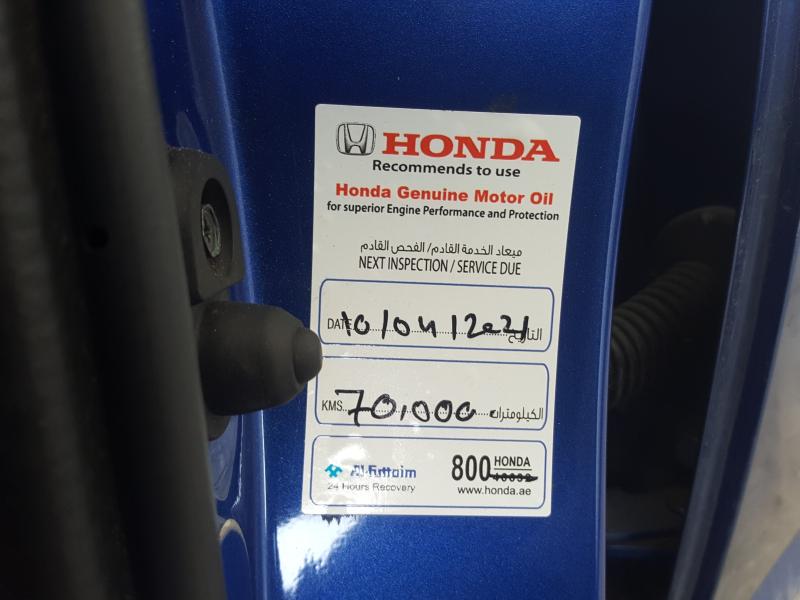 HONDA
Recommends to use
Honda Genuine Motor Oil
for superior Engine Performance and Protection
ميعاد الخدمة القادم/ الفحص القادم
NEXT INSPECTION / SERVICE DUE
DATE 10/04/2021 التاريخ
KMS. 70,000 الكيلومترات
Al-Futtaim 800 HONDA
24 Hours Recovery www.honda.ae